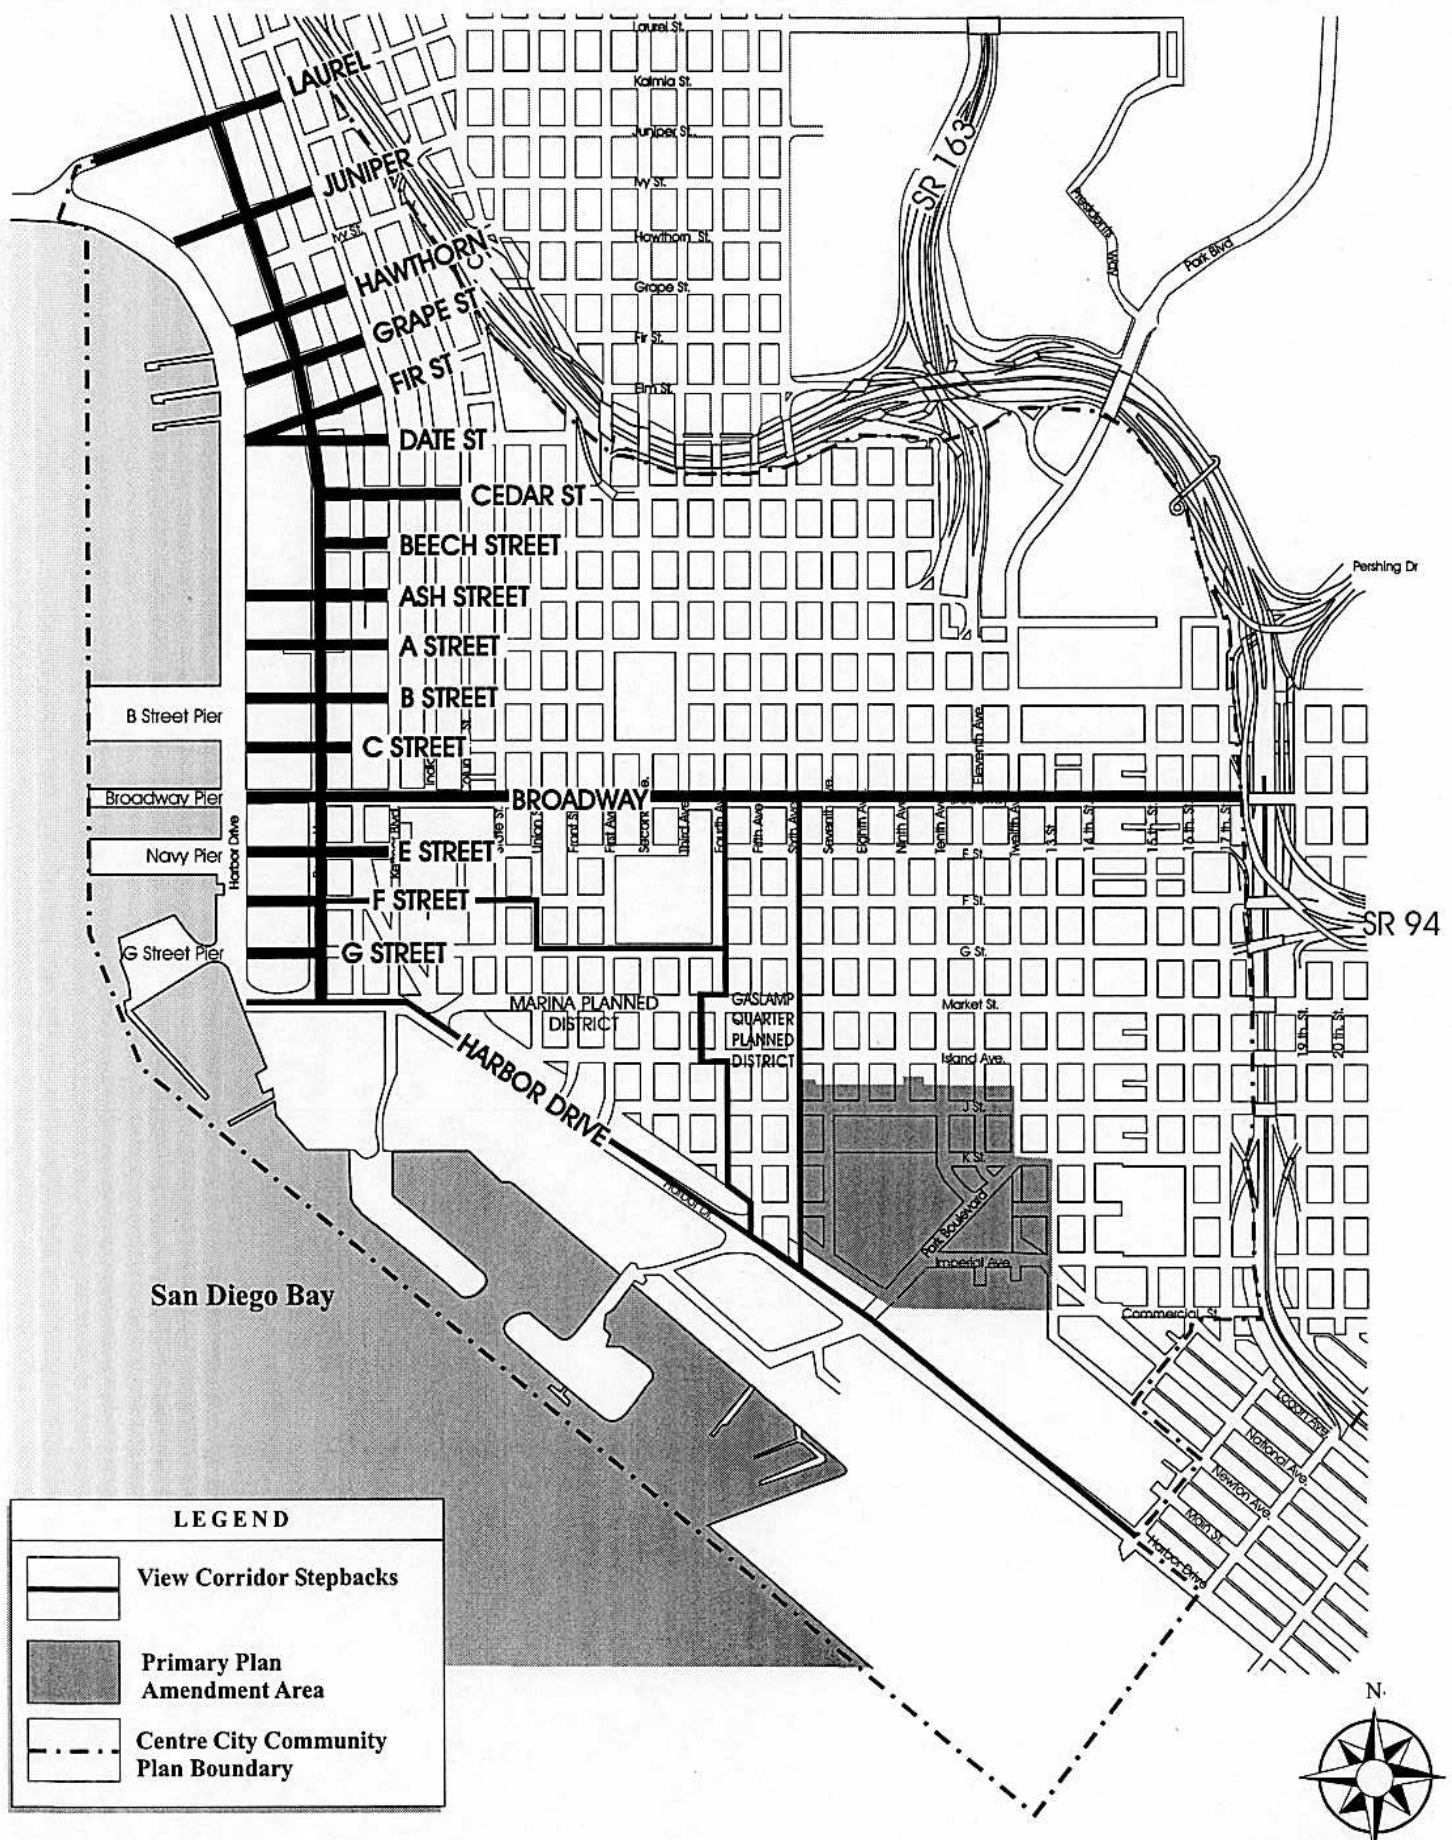 Laurel St.
LAUREL
Kalmia St.
Juniper St.
SR 163
JUNIPER
Ivy St.
Presidents Way
Ivy St.
Hawthorn St.
Park Blvd
HAWTHORN
Grape St.
GRAPE ST
Fir St.
FIR ST
Elm St.
DATE ST
CEDAR ST
BEECH STREET
Pershing Dr
ASH STREET
A STREET
B STREET
B Street Pier
Eleventh Ave
C STREET
Broadway Pier
BROADWAY
Harbor Drive
Union S
Front S
First Av
Third Ave
Fourth Av
Fifth Ave
Sixth Ave
Seventh Ave.
Eighth Av
Ninth Av
Tenth Ave
Twelfth Av
13 St
14 th. St.
15 th. St.
16 th. St.
17 th. St
Navy Pier
E STREET
F STREET
F St.
SR 94
G Street Pier
G STREET
G St.
MARINA PLANNED
DISTRICT
GASLAMP
QUARTER
PLANNED
DISTRICT
Market St.
19 th. St.
20 th. St.
HARBOR DRIVE
Island Ave.
J St.
K St.
Harbor Dr.
Park Boulevard
Imperial Ave
San Diego Bay
Commercial St.
Logan Ave.
National Ave.
Newton Ave.
Main St.
Harbor Drive
LEGEND
View Corridor Stepbacks
Primary Plan
Amendment Area
Centre City Community
Plan Boundary
N